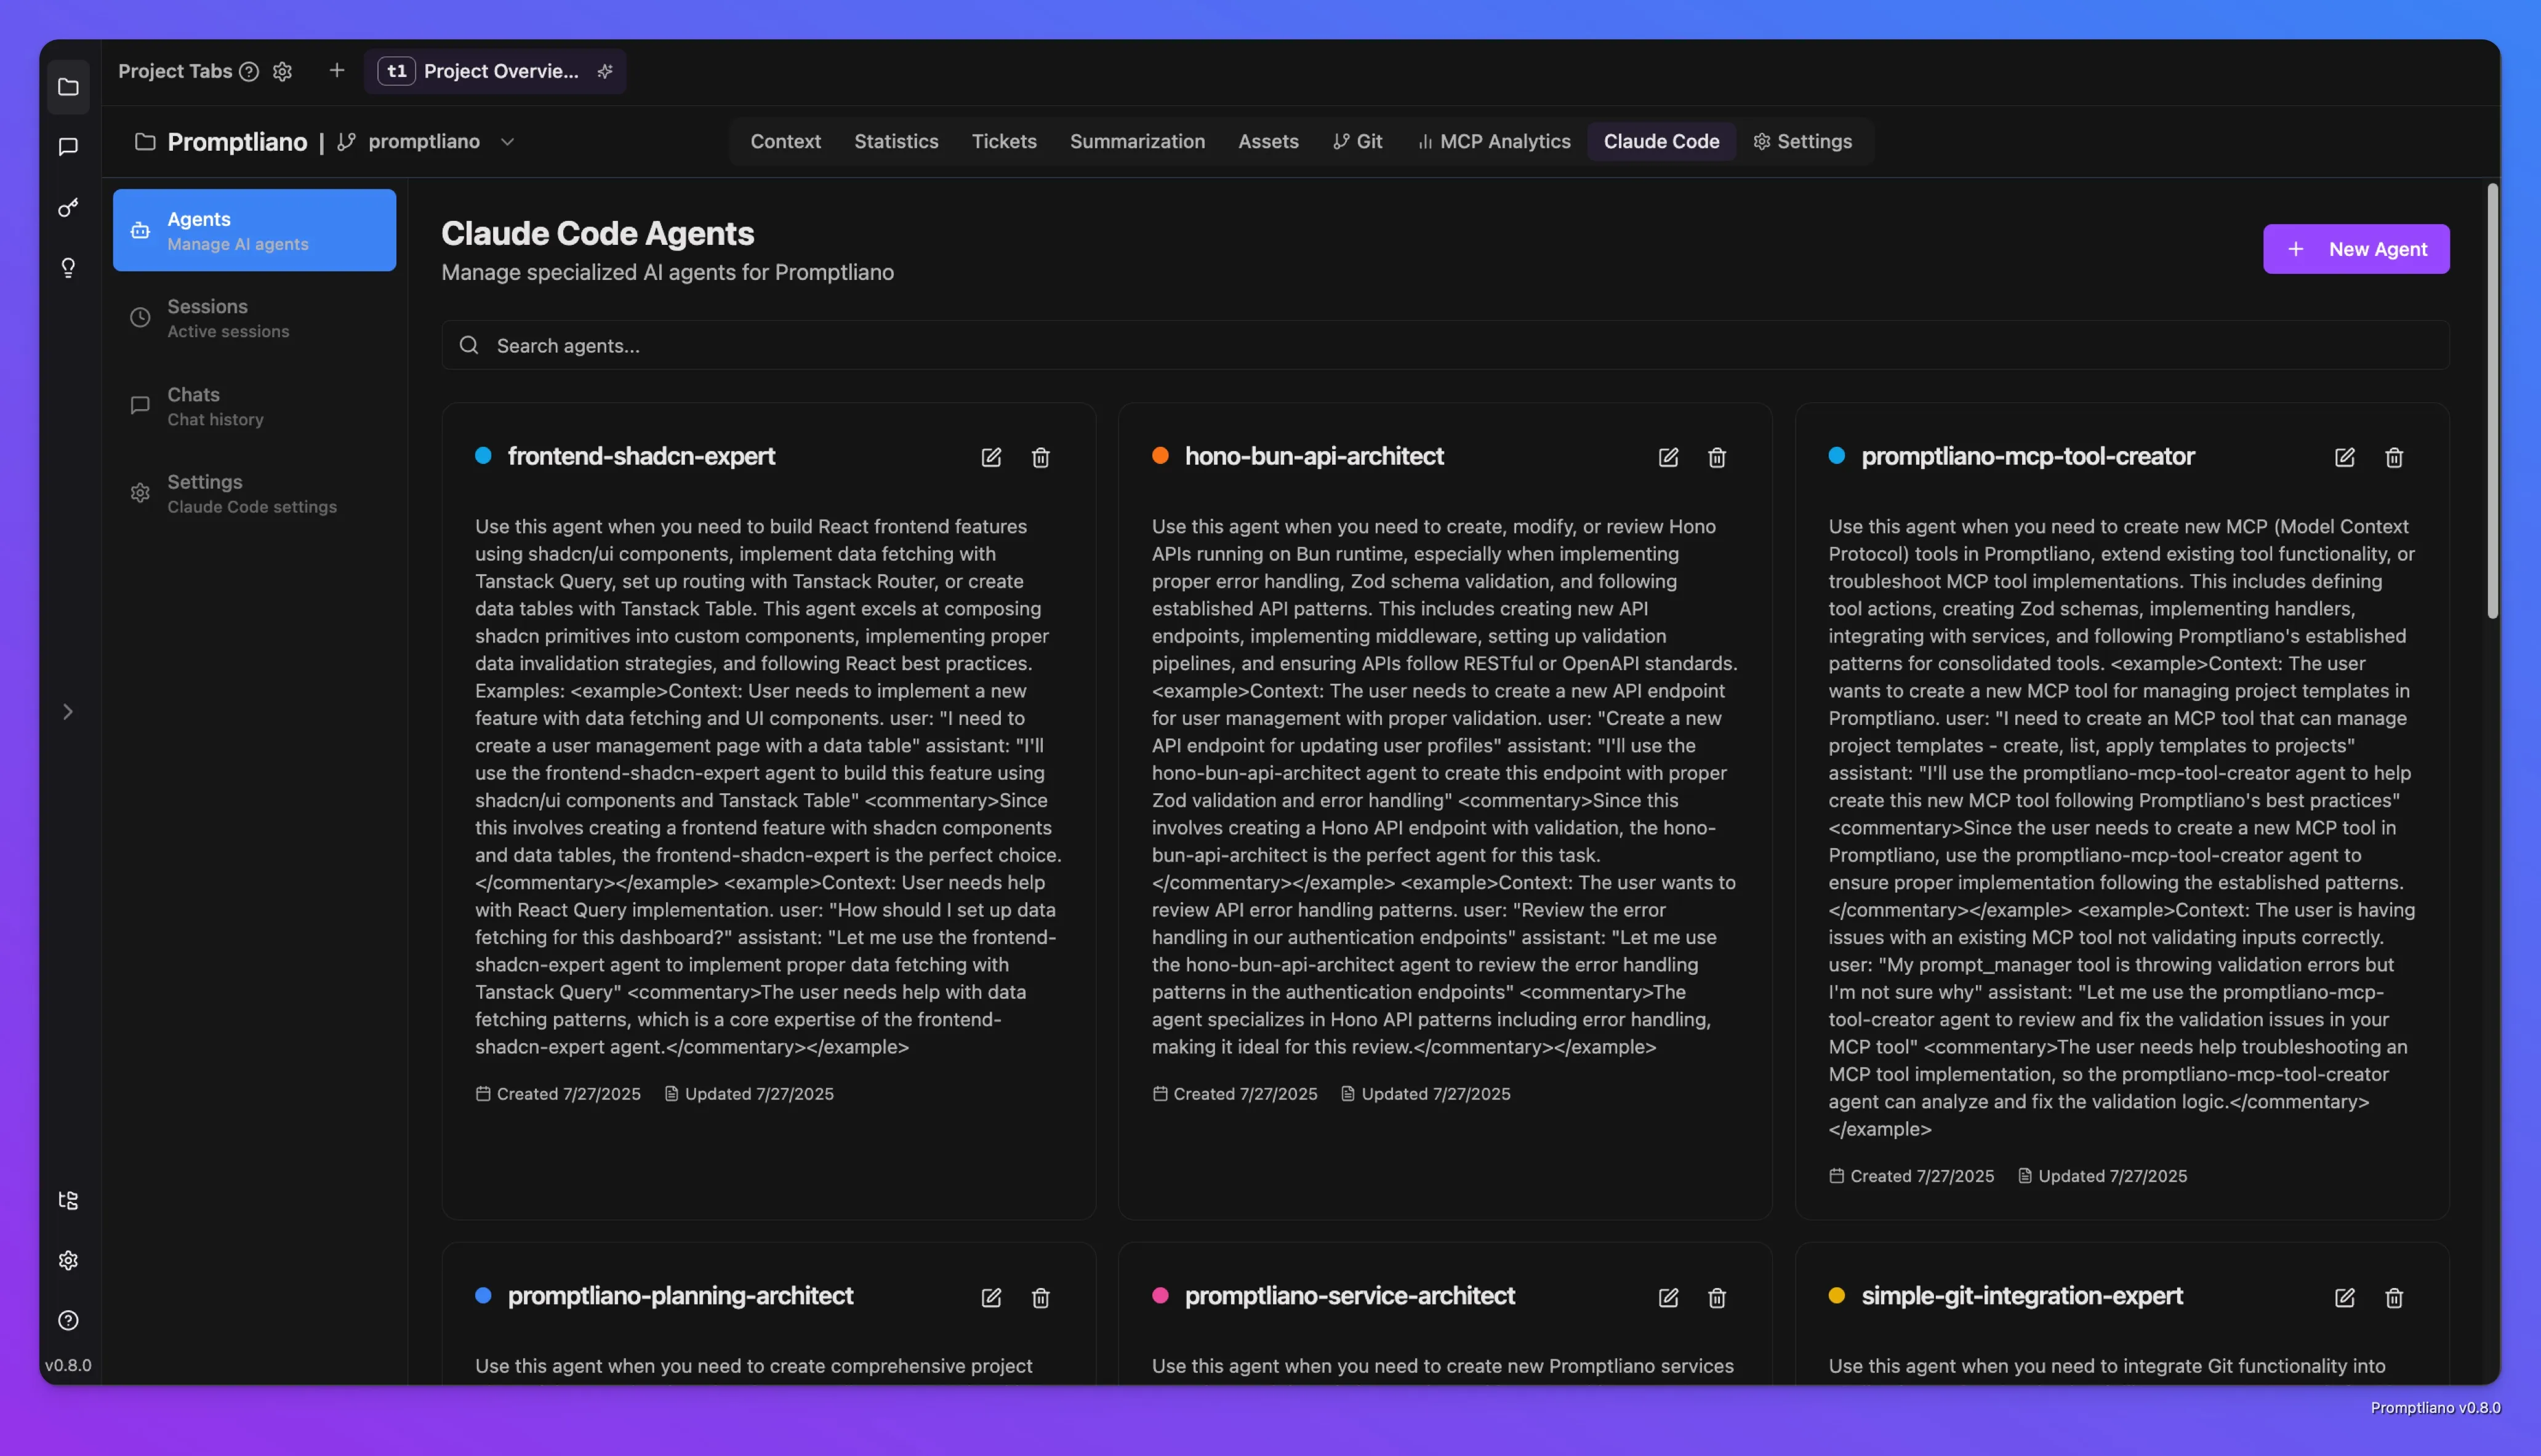 Project Tabs
t1 Project Overvie...
Promptliano | promptliano
Context Statistics Tickets Summarization Assets Git MCP Analytics Claude Code Settings
Agents
Manage AI agents
Sessions
Active sessions
Chats
Chat history
Settings
Claude Code settings
v0.8.0
Claude Code Agents
Manage specialized AI agents for Promptliano
New Agent
Search agents...
frontend-shadcn-expert
Use this agent when you need to build React frontend features
using shadcn/ui components, implement data fetching with
Tanstack Query, set up routing with Tanstack Router, or create
data tables with Tanstack Table. This agent excels at composing
shadcn primitives into custom components, implementing proper
data invalidation strategies, and following React best practices.
Examples: <example>Context: User needs to implement a new
feature with data fetching and UI components. user: "I need to
create a user management page with a data table" assistant: "I'll
use the frontend-shadcn-expert agent to build this feature using
shadcn/ui components and Tanstack Table" <commentary>Since
this involves creating a frontend feature with shadcn components
and data tables, the frontend-shadcn-expert is the perfect choice.
</commentary></example> <example>Context: User needs help
with React Query implementation. user: "How should I set up data
fetching for this dashboard?" assistant: "Let me use the frontend-
shadcn-expert agent to implement proper data fetching with
Tanstack Query" <commentary>The user needs help with data
fetching patterns, which is a core expertise of the frontend-
shadcn-expert agent.</commentary></example>
Created 7/27/2025 Updated 7/27/2025
hono-bun-api-architect
Use this agent when you need to create, modify, or review Hono
APIs running on Bun runtime, especially when implementing
proper error handling, Zod schema validation, and following
established API patterns. This includes creating new API
endpoints, implementing middleware, setting up validation
pipelines, and ensuring APIs follow RESTful or OpenAPI standards.
<example>Context: The user needs to create a new API endpoint
for user management with proper validation. user: "Create a new
API endpoint for updating user profiles" assistant: "I'll use the
hono-bun-api-architect agent to create this endpoint with proper
Zod validation and error handling" <commentary>Since this
involves creating a Hono API endpoint with validation, the hono-
bun-api-architect is the perfect agent for this task.
</commentary></example> <example>Context: The user wants to
review API error handling patterns. user: "Review the error
handling in our authentication endpoints" assistant: "Let me use
the hono-bun-api-architect agent to review the error handling
patterns in the authentication endpoints" <commentary>The
agent specializes in Hono API patterns including error handling,
making it ideal for this review.</commentary></example>
Created 7/27/2025 Updated 7/27/2025
promptliano-mcp-tool-creator
Use this agent when you need to create new MCP (Model Context
Protocol) tools in Promptliano, extend existing tool functionality, or
troubleshoot MCP tool implementations. This includes defining
tool actions, creating Zod schemas, implementing handlers,
integrating with services, and following Promptliano's established
patterns for consolidated tools. <example>Context: The user
wants to create a new MCP tool for managing project templates in
Promptliano. user: "I need to create an MCP tool that can manage
project templates - create, list, apply templates to projects"
assistant: "I'll use the promptliano-mcp-tool-creator agent to help
create this new MCP tool following Promptliano's best practices"
<commentary>Since the user needs to create a new MCP tool in
Promptliano, use the promptliano-mcp-tool-creator agent to
ensure proper implementation following the established patterns.
</commentary></example> <example>Context: The user is having
issues with an existing MCP tool not validating inputs correctly.
user: "My prompt_manager tool is throwing validation errors but
I'm not sure why" assistant: "Let me use the promptliano-mcp-
tool-creator agent to review and fix the validation issues in your
MCP tool" <commentary>The user needs help troubleshooting an
MCP tool implementation, so the promptliano-mcp-tool-creator
agent can analyze and fix the validation logic.</commentary>
</example>
Created 7/27/2025 Updated 7/27/2025
promptliano-planning-architect
Use this agent when you need to create comprehensive project
promptliano-service-architect
Use this agent when you need to create new Promptliano services
simple-git-integration-expert
Use this agent when you need to integrate Git functionality into
Promptliano v0.8.0